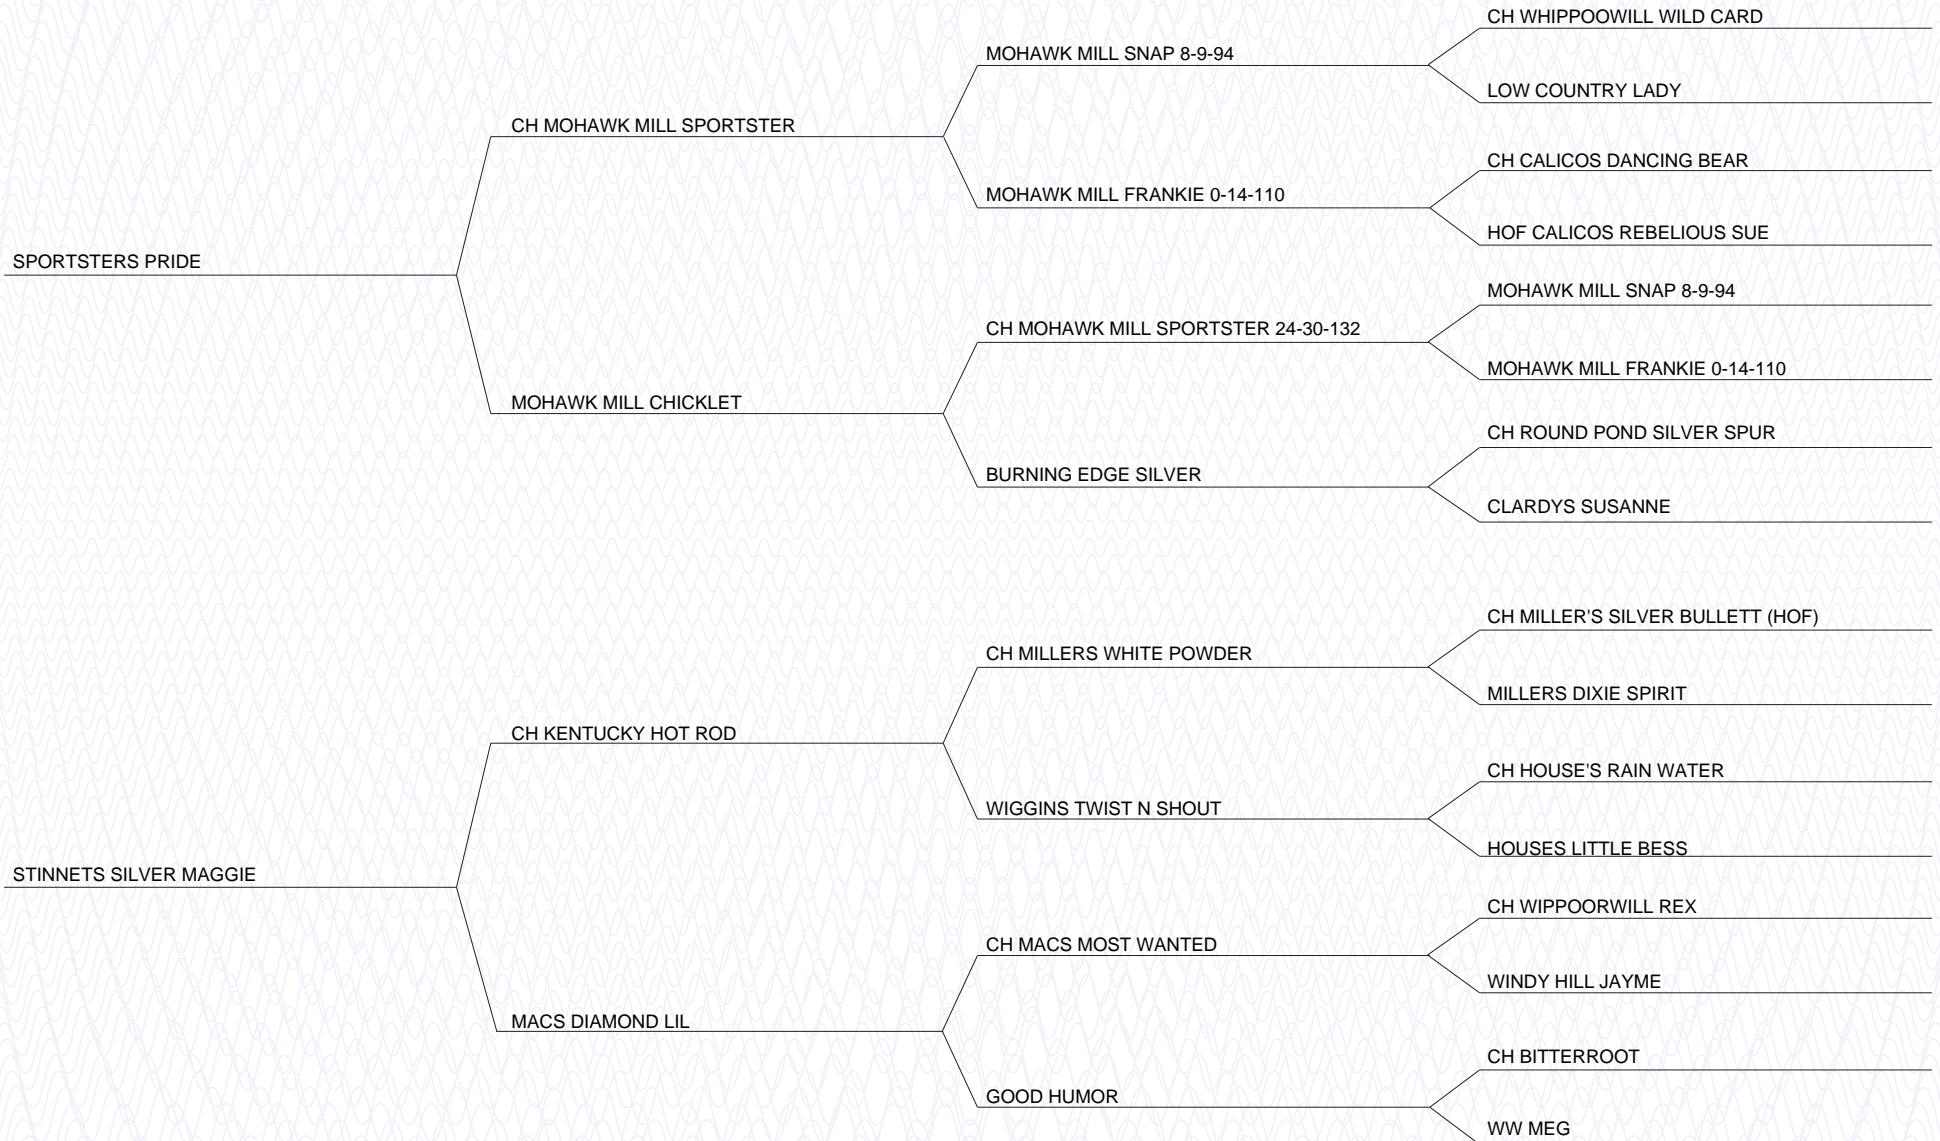 CH WHIPPOOWILL WILD CARD
MOHAWK MILL SNAP 8-9-94
LOW COUNTRY LADY
CH MOHAWK MILL SPORTSTER
CH CALICOS DANCING BEAR
MOHAWK MILL FRANKIE 0-14-110
HOF CALICOS REBELIOUS SUE
SPORTSTERS PRIDE
MOHAWK MILL SNAP 8-9-94
CH MOHAWK MILL SPORTSTER 24-30-132
MOHAWK MILL FRANKIE 0-14-110
MOHAWK MILL CHICKLET
CH ROUND POND SILVER SPUR
BURNING EDGE SILVER
CLARDYS SUSANNE
CH MILLER'S SILVER BULLETT (HOF)
CH MILLERS WHITE POWDER
MILLERS DIXIE SPIRIT
CH KENTUCKY HOT ROD
CH HOUSE'S RAIN WATER
WIGGINS TWIST N SHOUT
HOUSES LITTLE BESS
STINNETS SILVER MAGGIE
CH WIPPOORWILL REX
CH MACS MOST WANTED
WINDY HILL JAYME
MACS DIAMOND LIL
CH BITTERROOT
GOOD HUMOR
WW MEG